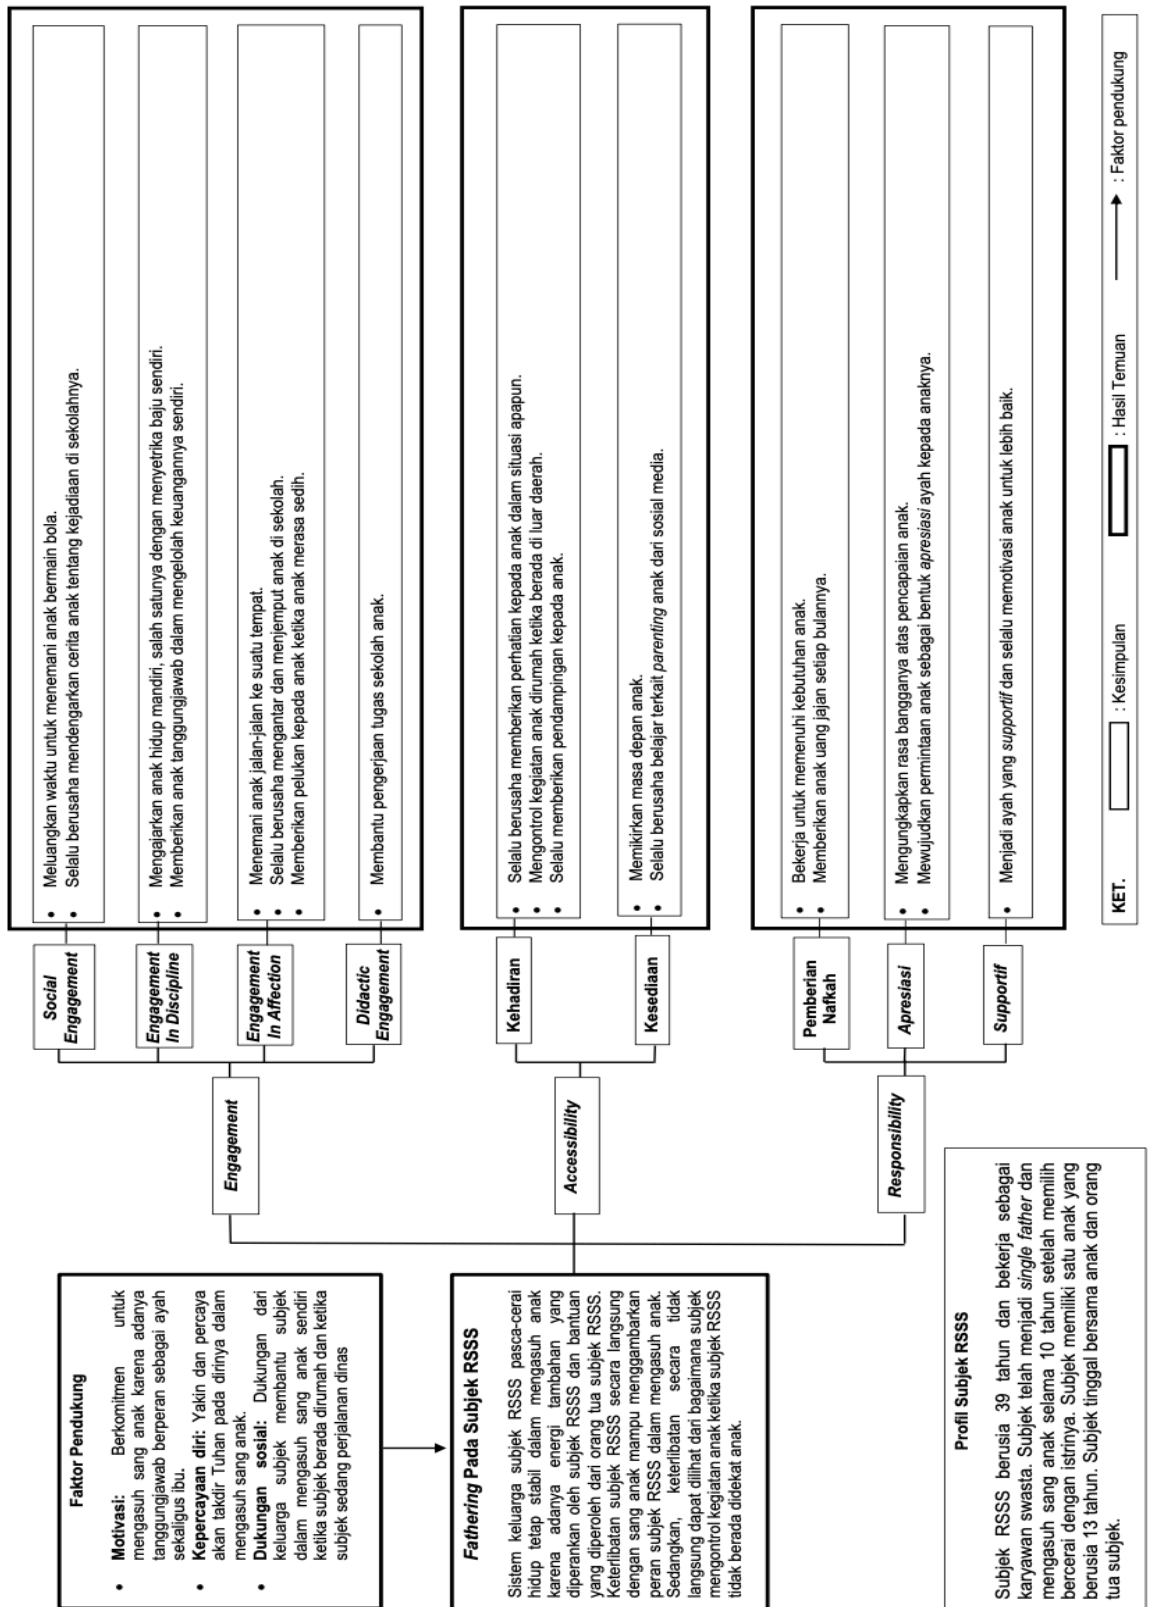 Faktor Pendukung
• Motivasi: Berkomitmen untuk
mengasuh sang anak karena adanya
tanggungjawab berperan sebagai ayah
sekaligus ibu.
• Kepercayaan diri: Yakin dan percaya
akan takdir Tuhan pada dirinya dalam
mengasuh sang anak.
• Dukungan sosial: Dukungan dari
keluarga subjek membantu subjek
dalam mengasuh sang anak sendiri
ketika subjek berada dirumah dan ketika
subjek sedang perjalanan dinas
Fathering Pada Subjek RSSS
Sistem keluarga subjek RSSS pasca-cerai
hidup tetap stabil dalam mengasuh anak
karena adanya energi tambahan yang
diperankan oleh subjek RSSS dan bantuan
yang diperoleh dari orang tua subjek RSSS.
Keterlibatan subjek RSSS secara langsung
dengan sang anak mampu menggambarkan
peran subjek RSSS dalam mengasuh anak.
Sedangkan, keterlibatan secara tidak
langsung dapat dilihat dari bagaimana subjek
mengontrol kegiatan anak ketika subjek RSSS
tidak berada didekat anak.
Profil Subjek RSSS
Subjek RSSS berusia 39 tahun dan bekerja sebagai
karyawan swasta. Subjek telah menjadi single father dan
mengasuh sang anak selama 10 tahun setelah memilih
bercerai dengan istrinya. Subjek memiliki satu anak yang
berusia 13 tahun. Subjek tinggal bersama anak dan orang
tua subjek.
Engagement
Social
Engagement
• Meluangkan waktu untuk menemani anak bermain bola.
• Selalu berusaha mendengarkan cerita anak tentang kejadiaan di sekolahnya.
Engagement
In Discipline
• Mengajarkan anak hidup mandiri, salah satunya dengan menyetrika baju sendiri.
• Memberikan anak tanggungjawab dalam mengelolah keuangannya sendiri.
Engagement
In Affection
• Menemani anak jalan-jalan ke suatu tempat.
• Selalu berusaha mengantar dan menjemput anak di sekolah.
• Memberikan pelukan kepada anak ketika anak merasa sedih.
Didactic
Engagement
• Membantu pengerjaan tugas sekolah anak.
Accessibility
Kehadiran
• Selalu berusaha memberikan perhatian kepada anak dalam situasi apapun.
• Mengontrol kegiatan anak dirumah ketika berada di luar daerah.
• Selalu memberikan pendampingan kepada anak.
Kesediaan
• Memikirkan masa depan anak.
• Selalu berusaha belajar terkait parenting anak dari sosial media.
Responsibility
Pemberian
Nafkah
• Bekerja untuk memenuhi kebutuhan anak.
• Memberikan anak uang jajan setiap bulannya.
Apresiasi
• Mengungkapkan rasa bangganya atas pencapaian anak.
• Mewujudkan permintaan anak sebagai bentuk apresiasi ayah kepada anaknya.
Supportif
• Menjadi ayah yang supportif dan selalu memotivasi anak untuk lebih baik.
KET. : Kesimpulan : Hasil Temuan : Faktor pendukung